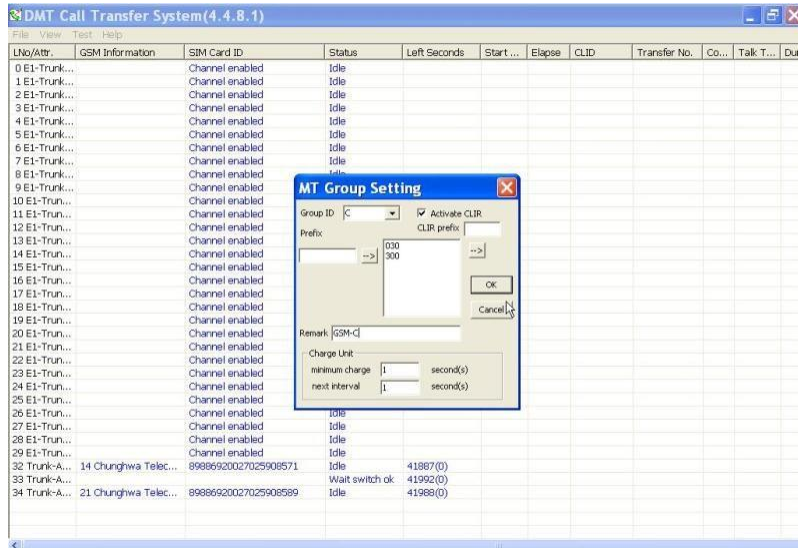 DMT Call Transfer System(4.4.8.1)
File View Test Help
LNo/Attr. GSM Information SIM Card ID Status Left Seconds Start ... Elapse CLID Transfer No. Co... Talk T... Dur
0 E1-Trunk... Channel enabled Idle
1 E1-Trunk... Channel enabled Idle
2 E1-Trunk... Channel enabled Idle
3 E1-Trunk... Channel enabled Idle
4 E1-Trunk... Channel enabled Idle
5 E1-Trunk... Channel enabled Idle
6 E1-Trunk... Channel enabled Idle
7 E1-Trunk... Channel enabled Idle
8 E1-Trunk... Channel enabled Idle
9 E1-Trunk... Channel enabled
10 E1-Trun... Channel enabled
11 E1-Trun... Channel enabled
12 E1-Trun... Channel enabled
13 E1-Trun... Channel enabled
14 E1-Trun... Channel enabled
15 E1-Trun... Channel enabled
16 E1-Trun... Channel enabled
17 E1-Trun... Channel enabled
18 E1-Trun... Channel enabled
19 E1-Trun... Channel enabled
20 E1-Trun... Channel enabled
21 E1-Trun... Channel enabled
22 E1-Trun... Channel enabled
23 E1-Trun... Channel enabled
24 E1-Trun... Channel enabled
25 E1-Trun... Channel enabled
26 E1-Trun... Channel enabled Idle
27 E1-Trun... Channel enabled Idle
28 E1-Trun... Channel enabled Idle
29 E1-Trun... Channel enabled Idle
32 Trunk-A... 14 Chunghwa Telec... 89886920027025908571 Idle 41887(0)
33 Trunk-A... Wait switch ok 41992(0)
34 Trunk-A... 21 Chunghwa Telec... 89886920027025908589 Idle 41988(0)
MT Group Setting
Group ID C Activate CLIR
Prefix CLIR prefix
--> 030 -->
300
OK
Cancel
Remark GSM-C
Charge Unit
minimum charge 1 second(s)
next interval 1 second(s)